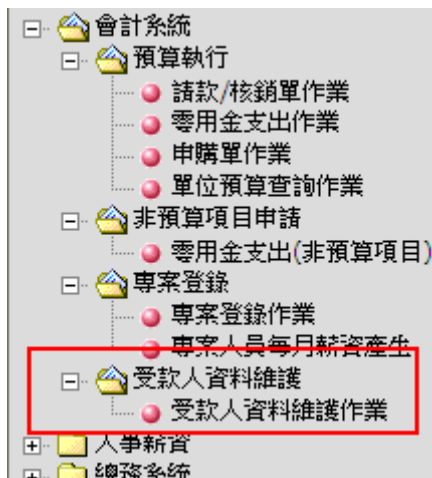 會計系統
預算執行
請款/核銷單作業
零用金支出作業
申購單作業
單位預算查詢作業
非預算項目申請
零用金支出(非預算項目)
專案登錄
專案登錄作業
專案人員每月薪資產生
受款人資料維護
受款人資料維護作業
人事薪資
總務系統